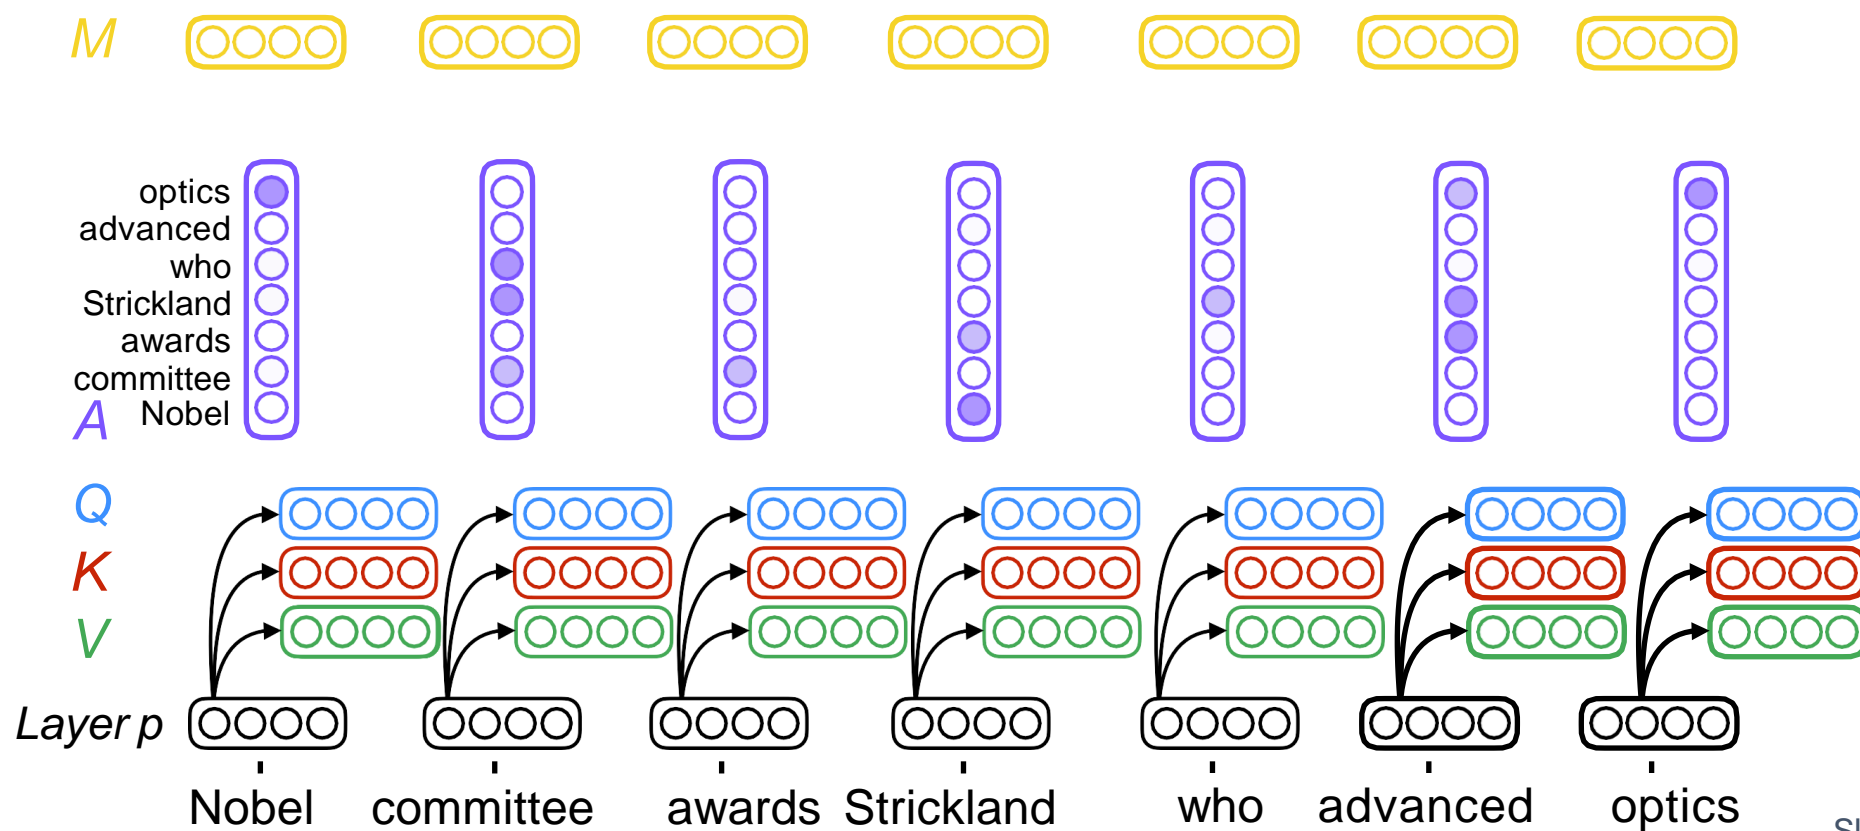 M
optics
advanced
who
Strickland
awards
committee
A Nobel
Q
K
V
Layer p
Nobel committee awards Strickland who advanced optics